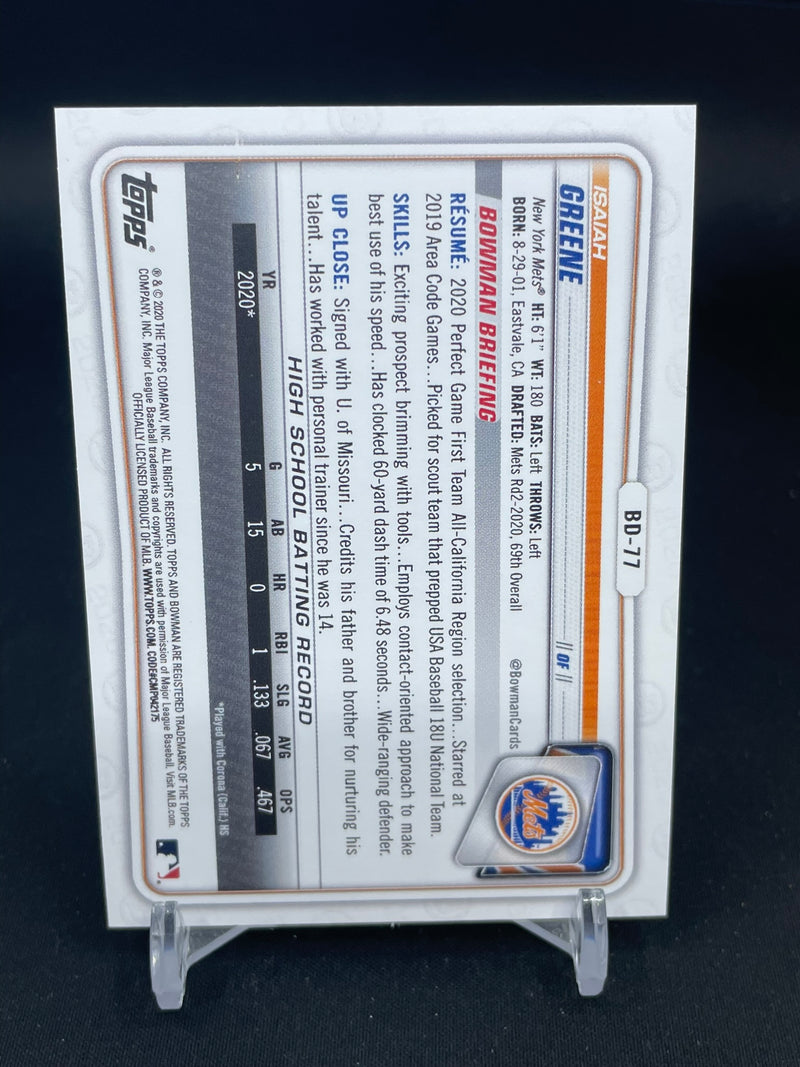 BD-77
ISAIAH
GREENE
|| OF ||
New York Mets® HT: 6'1" WT: 180 BATS: Left THROWS: Left
BORN: 8-29-01, Eastvale, CA DRAFTED: Mets Rd2-2020, 69th Overall
@BowmanCards
Mets
BOWMAN BRIEFING
RÉSUMÉ: 2020 Perfect Game First Team All-California Region selection...Starred at
2019 Area Code Games...Picked for scout team that prepped USA Baseball 18U National Team.
SKILLS: Exciting prospect brimming with tools...Employs contact-oriented approach to make
best use of his speed...Has clocked 60-yard dash time of 6.48 seconds...Wide-ranging defender.
UP CLOSE: Signed with U. of Missouri...Credits his father and brother for nurturing his
talent...Has worked with personal trainer since he was 14.
HIGH SCHOOL BATTING RECORD
YR G AB HR RBI SLG AVG OPS
2020* 5 15 0 1 .133 .067 .467
*Played with Corona (Calif.) HS
topps®
® & © 2020 THE TOPPS COMPANY, INC. ALL RIGHTS RESERVED. TOPPS AND BOWMAN ARE REGISTERED TRADEMARKS OF THE TOPPS
COMPANY, INC. Major League Baseball trademarks and copyrights are used with permission of Major League Baseball. Visit MLB.com.
OFFICIALLY LICENSED PRODUCT OF MLB. WWW.TOPPS.COM. CODE#CMP042175